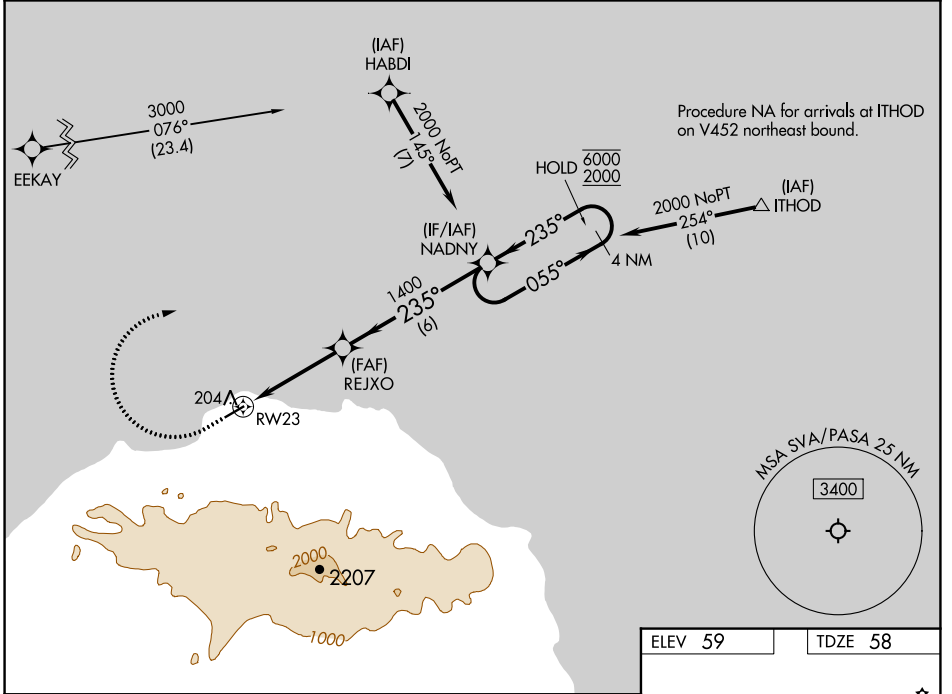 (IAF)
HABDI
3000
076°
(23.4)
EEKAY
2000 NoPT
145°
(7)
Procedure NA for arrivals at ITHOD
on V452 northeast bound.
HOLD
6000
2000
(IAF)
ITHOD
2000 NoPT
254°
(10)
(IF/IAF)
NADNY
235°
055°
4 NM
1400
235°
(6)
(FAF)
REJXO
204
RW23
MSA SVA/PASA 25 NM
3400
2000
2207
1000
ELEV 59
TDZE 58